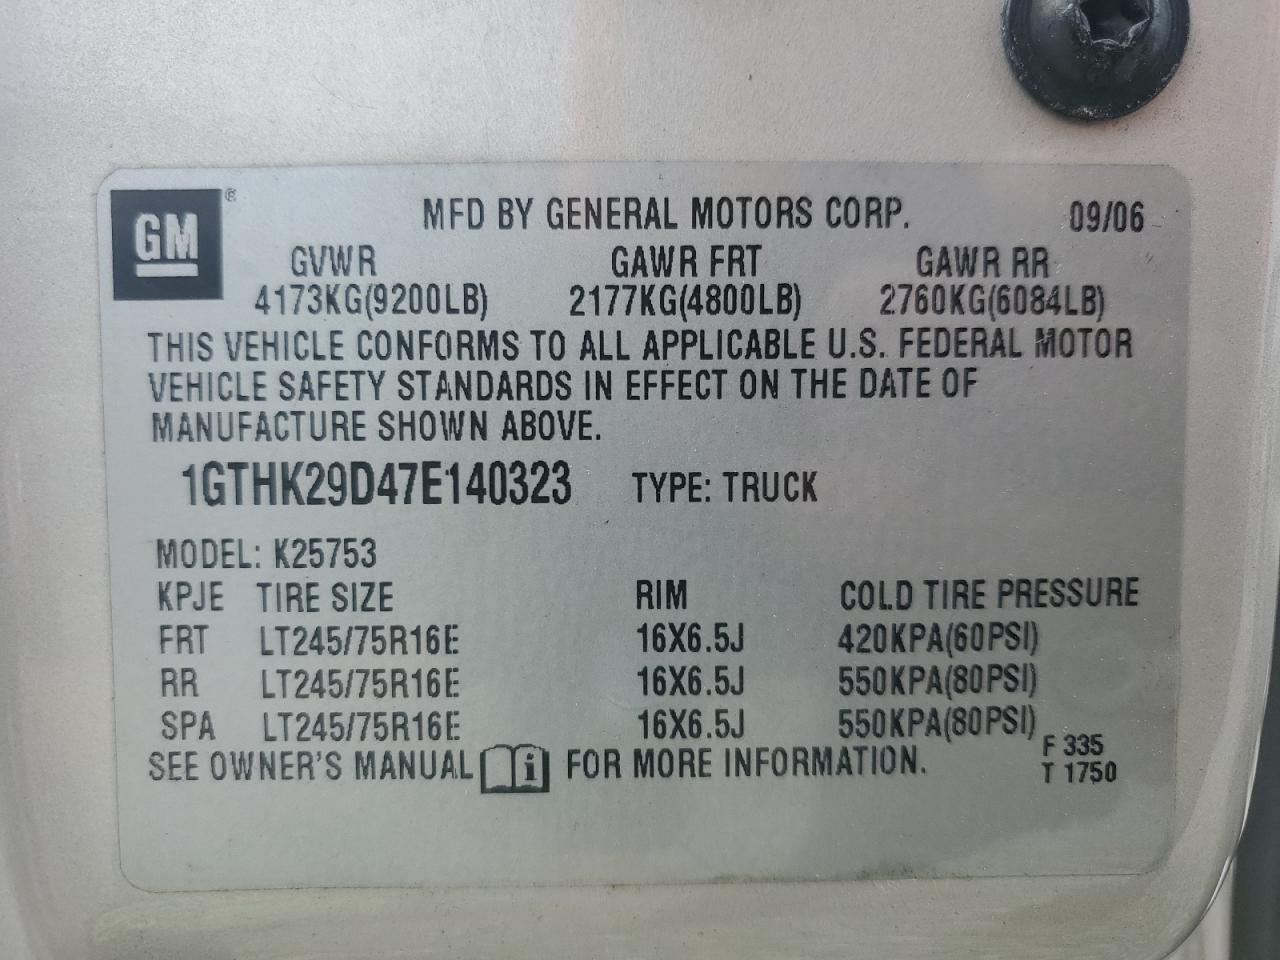 GM ® MFD BY GENERAL MOTORS CORP. 09/06
GVWR GAWR FRT GAWR RR
4173KG(9200LB) 2177KG(4800LB) 2760KG(6084LB)
THIS VEHICLE CONFORMS TO ALL APPLICABLE U.S. FEDERAL MOTOR
VEHICLE SAFETY STANDARDS IN EFFECT ON THE DATE OF
MANUFACTURE SHOWN ABOVE.
1GTHK29D47E140323 TYPE: TRUCK
MODEL: K25753
KPJE TIRE SIZE RIM COLD TIRE PRESSURE
FRT LT245/75R16E 16X6.5J 420KPA(60PSI)
RR LT245/75R16E 16X6.5J 550KPA(80PSI)
SPA LT245/75R16E 16X6.5J 550KPA(80PSI)
SEE OWNER'S MANUAL i FOR MORE INFORMATION.
F 335
T 1750